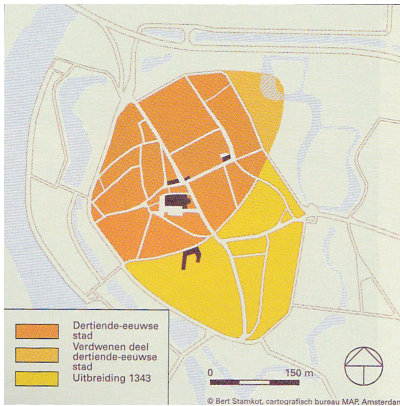 Dertiende-eeuwse
stad
Verdwenen deel
dertiende-eeuwse
stad
Uitbreiding 1343
0 150 m
© Bert Stamkot, cartografisch bureau MAP, Amsterdam